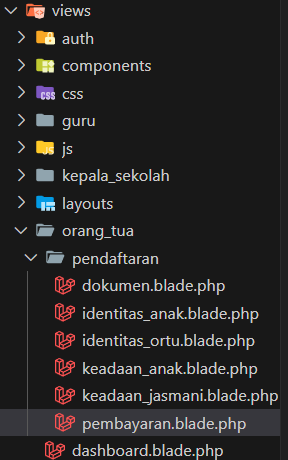 views
auth
components
css
guru
js
kepala_sekolah
layouts
orang_tua
pendaftaran
dokumen.blade.php
identitas_anak.blade.php
identitas_ortu.blade.php
keadaan_anak.blade.php
keadaan_jasmani.blade.php
pembayaran.blade.php
dashboard.blade.php